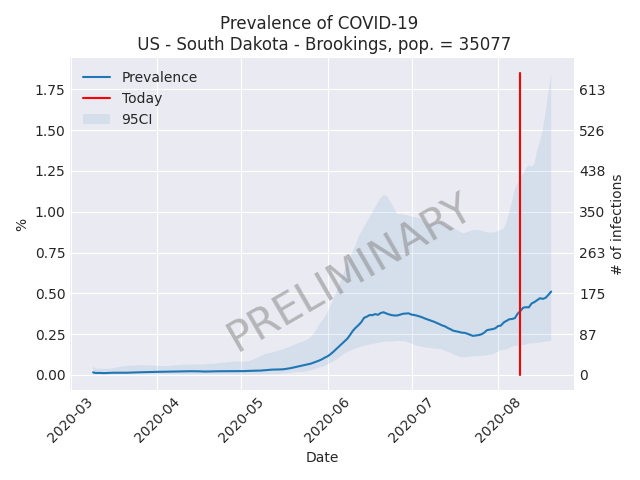 Prevalence of COVID-19
US - South Dakota - Brookings, pop. = 35077
Prevalence
Today
95CI
1.75
1.50
1.25
1.00
0.75
0.50
0.25
0.00
%
613
526
438
350
263
175
87
0
# of infections
PRELIMINARY
2020-03
2020-04
2020-05
2020-06
2020-07
2020-08
Date